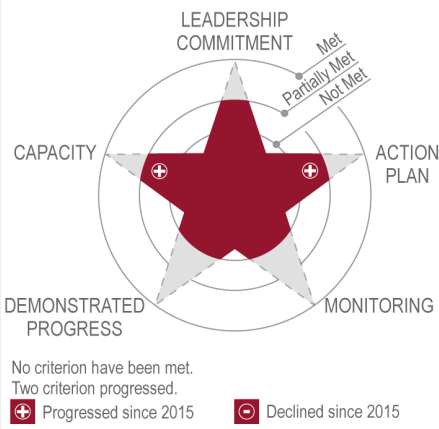 LEADERSHIP
COMMITMENT
Met
Partially Met
Not Met
CAPACITY
ACTION
PLAN
DEMONSTRATED
PROGRESS
MONITORING
No criterion have been met.
Two criterion progressed.
Progressed since 2015
Declined since 2015